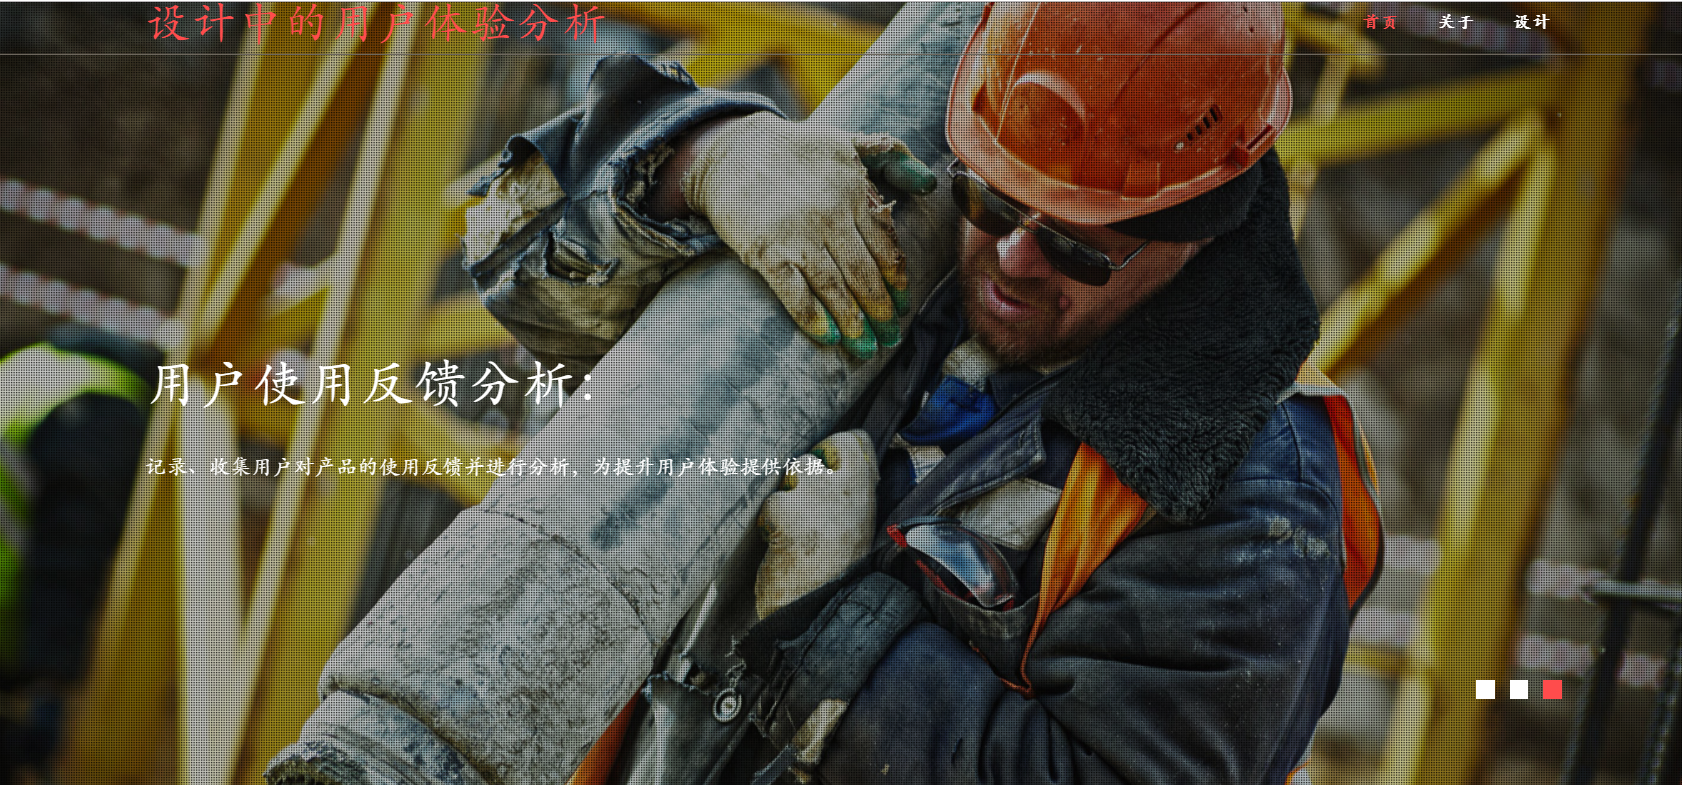 设计中的用户体验分析
首页 关于 设计
用户使用反馈分析：
记录、收集用户对产品的使用反馈并进行分析，为提升用户体验提供依据。